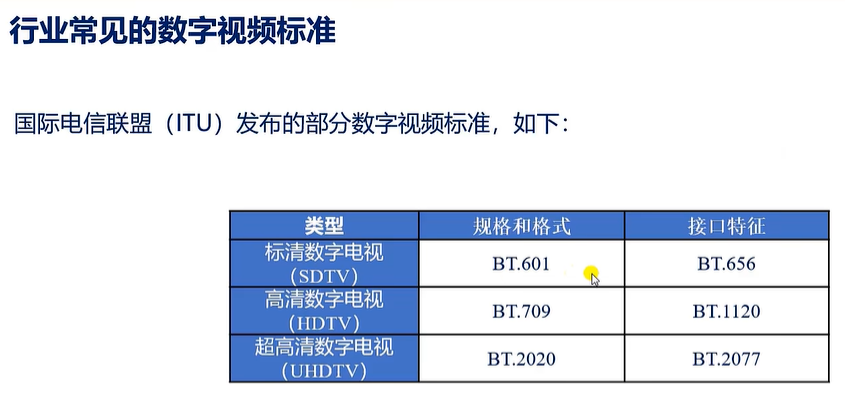 行业常见的数字视频标准
国际电信联盟（ITU）发布的部分数字视频标准，如下：
类型 规格和格式 接口特征
标清数字电视
（SDTV） BT.601 BT.656
高清数字电视
（HDTV） BT.709 BT.1120
超高清数字电视
（UHDTV） BT.2020 BT.2077